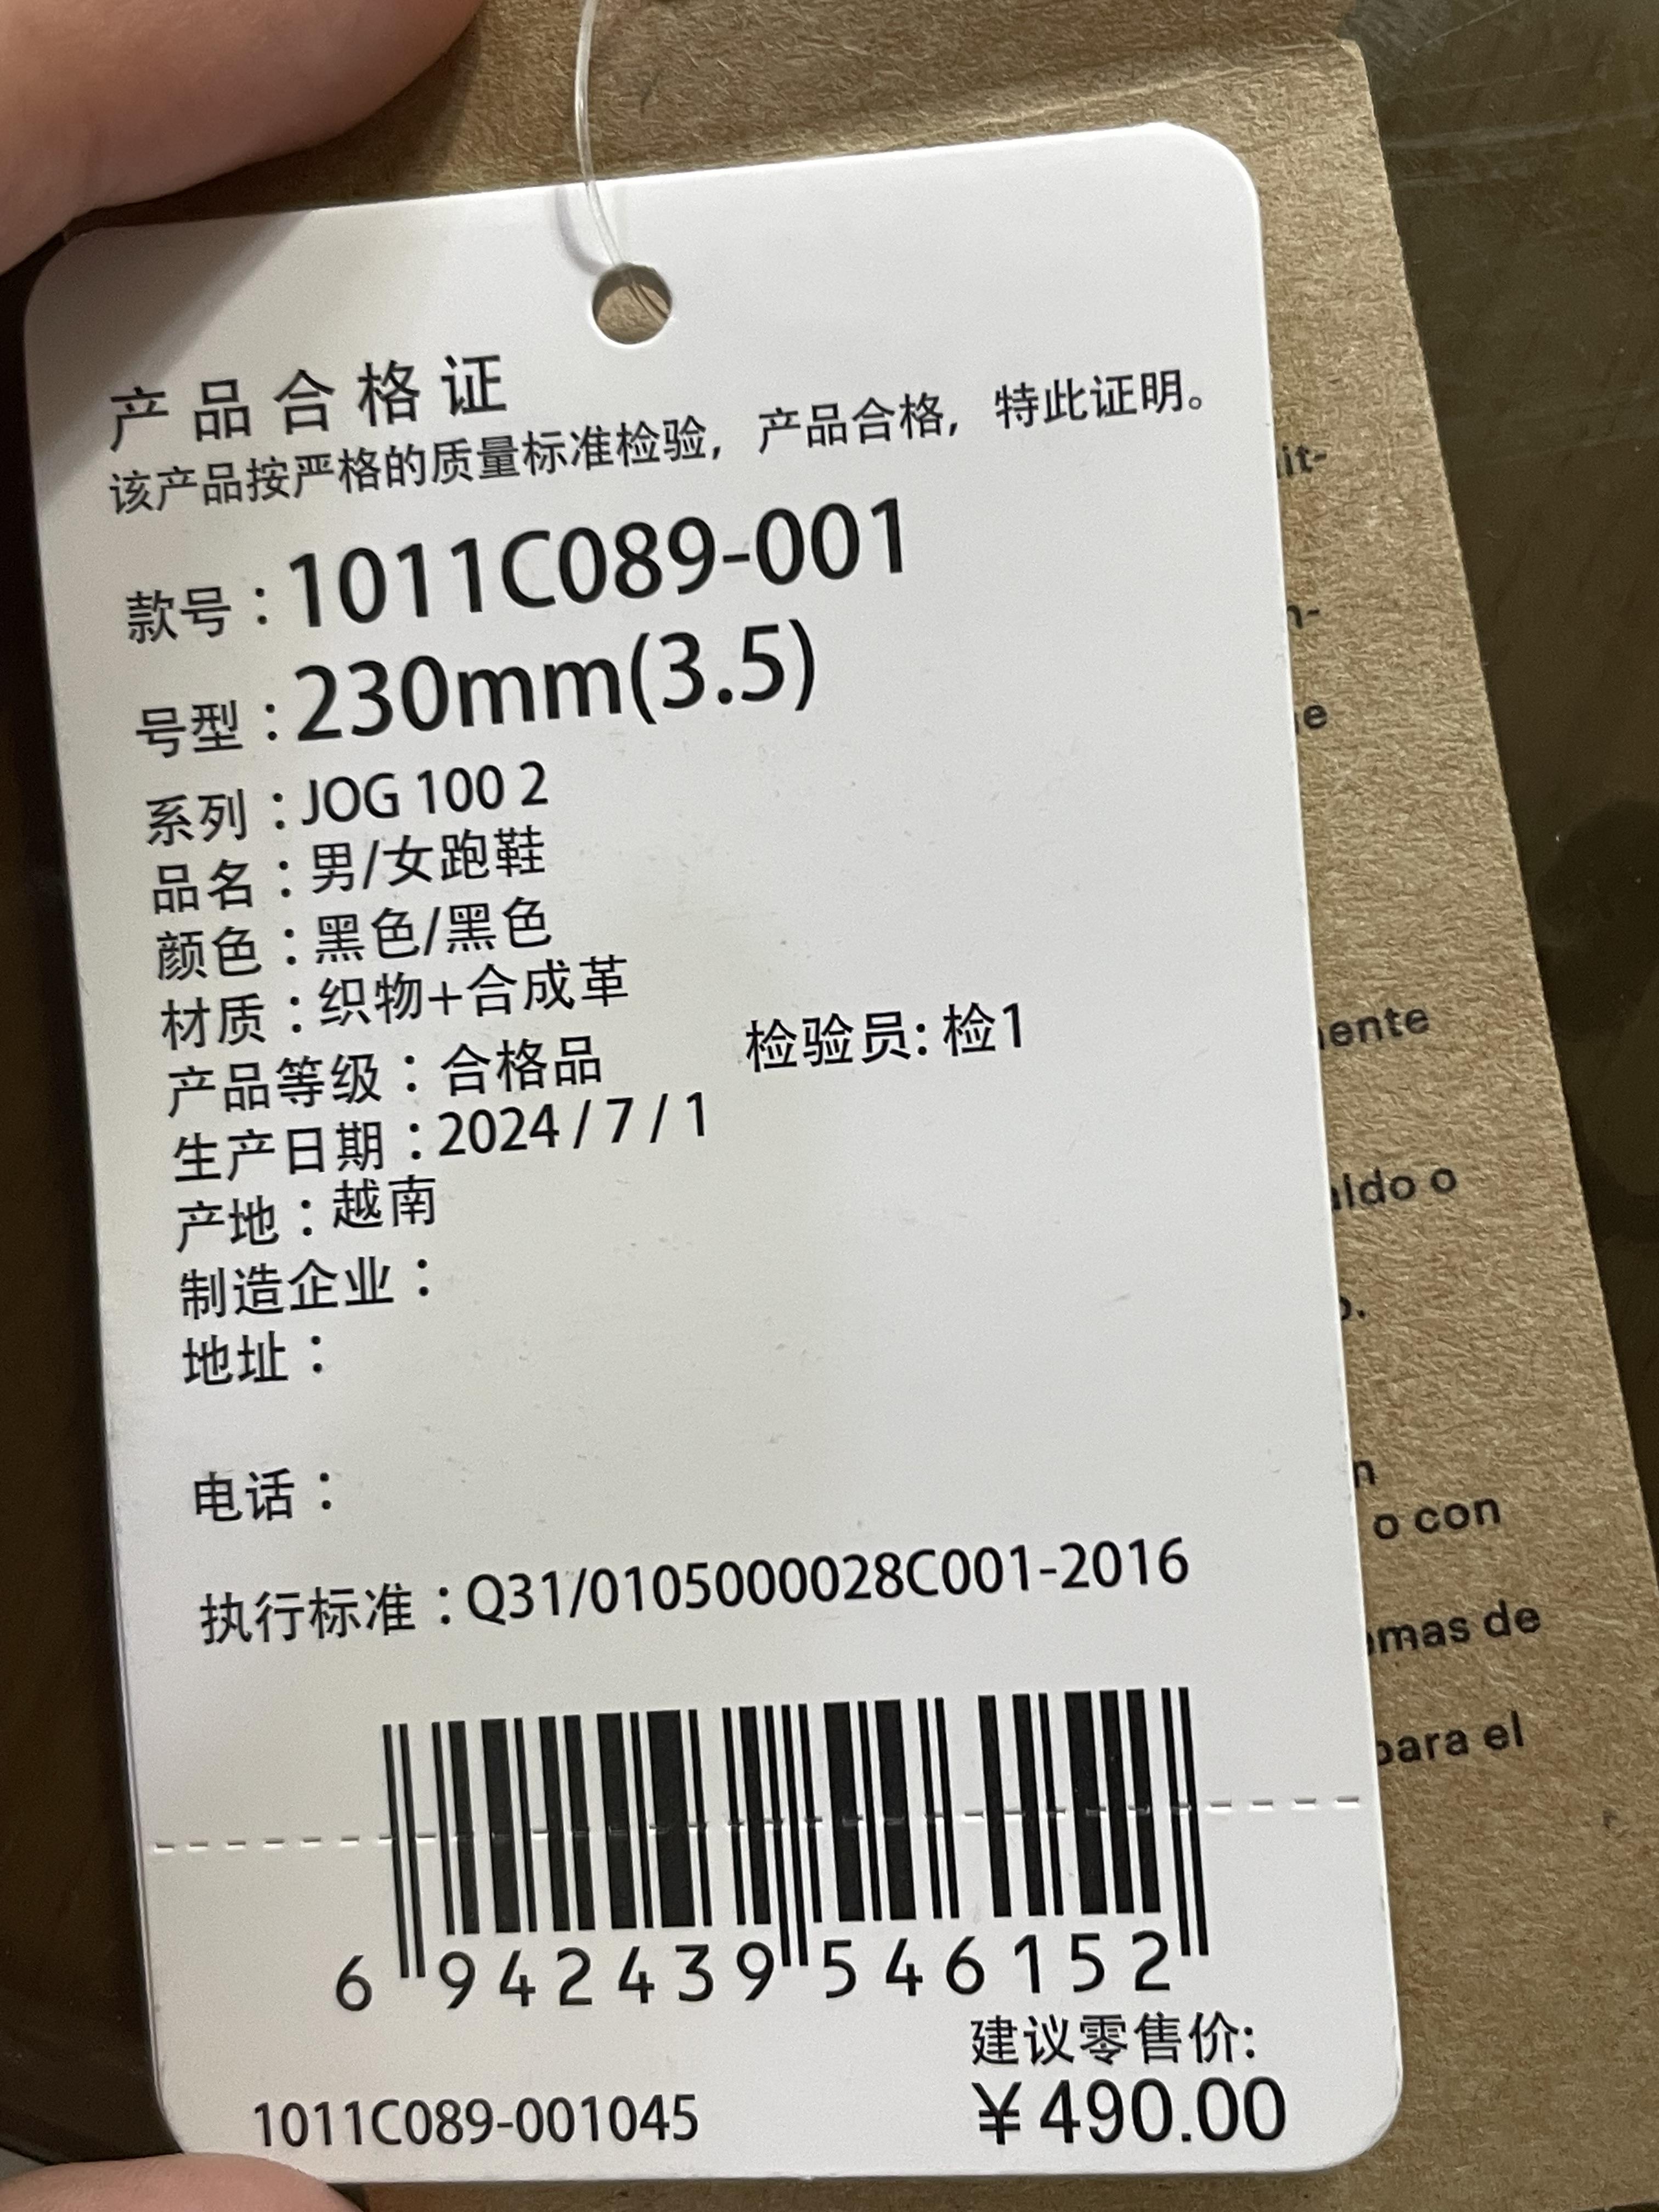 产品合格证
该产品按严格的质量标准检验，产品合格，特此证明。
款号：1011C089-001
号型：230mm(3.5)
系列：JOG 100 2
品名：男/女跑鞋
颜色：黑色/黑色
材质：织物+合成革
产品等级：合格品 检验员: 检1
生产日期：2024 / 7 / 1
产地：越南
制造企业：
地址：
电话：
执行标准：Q31/0105000028C001-2016
6 942439 546152
建议零售价:
1011C089-001045 ￥490.00
o con
de
para el